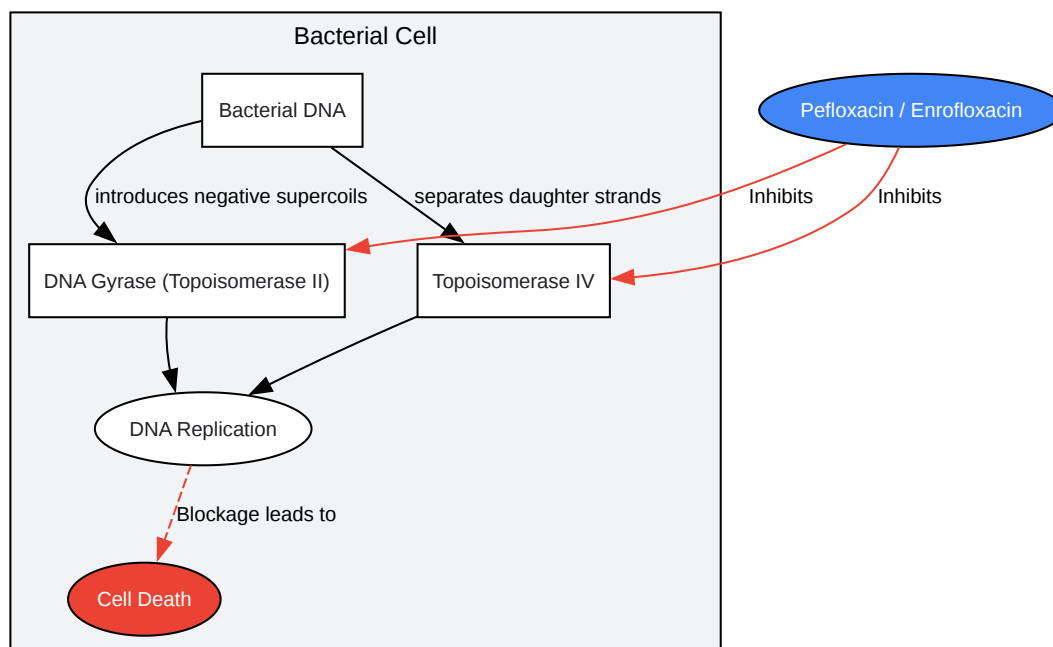 Bacterial Cell
Bacterial DNA
Pefloxacin / Enrofloxacin
introduces negative supercoils
separates daughter strands
Inhibits
Inhibits
DNA Gyrase (Topoisomerase II)
Topoisomerase IV
DNA Replication
Blockage leads to
Cell Death